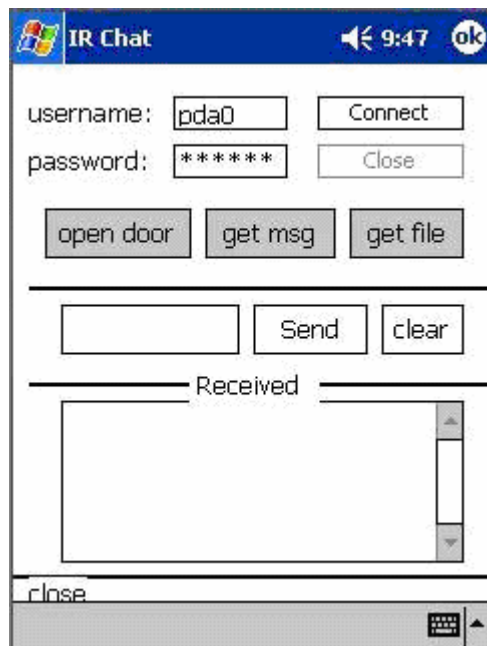 IR Chat 9:47 ok
username: pda0 Connect
password: ****** Close
open door get msg get file
Send clear
Received
close